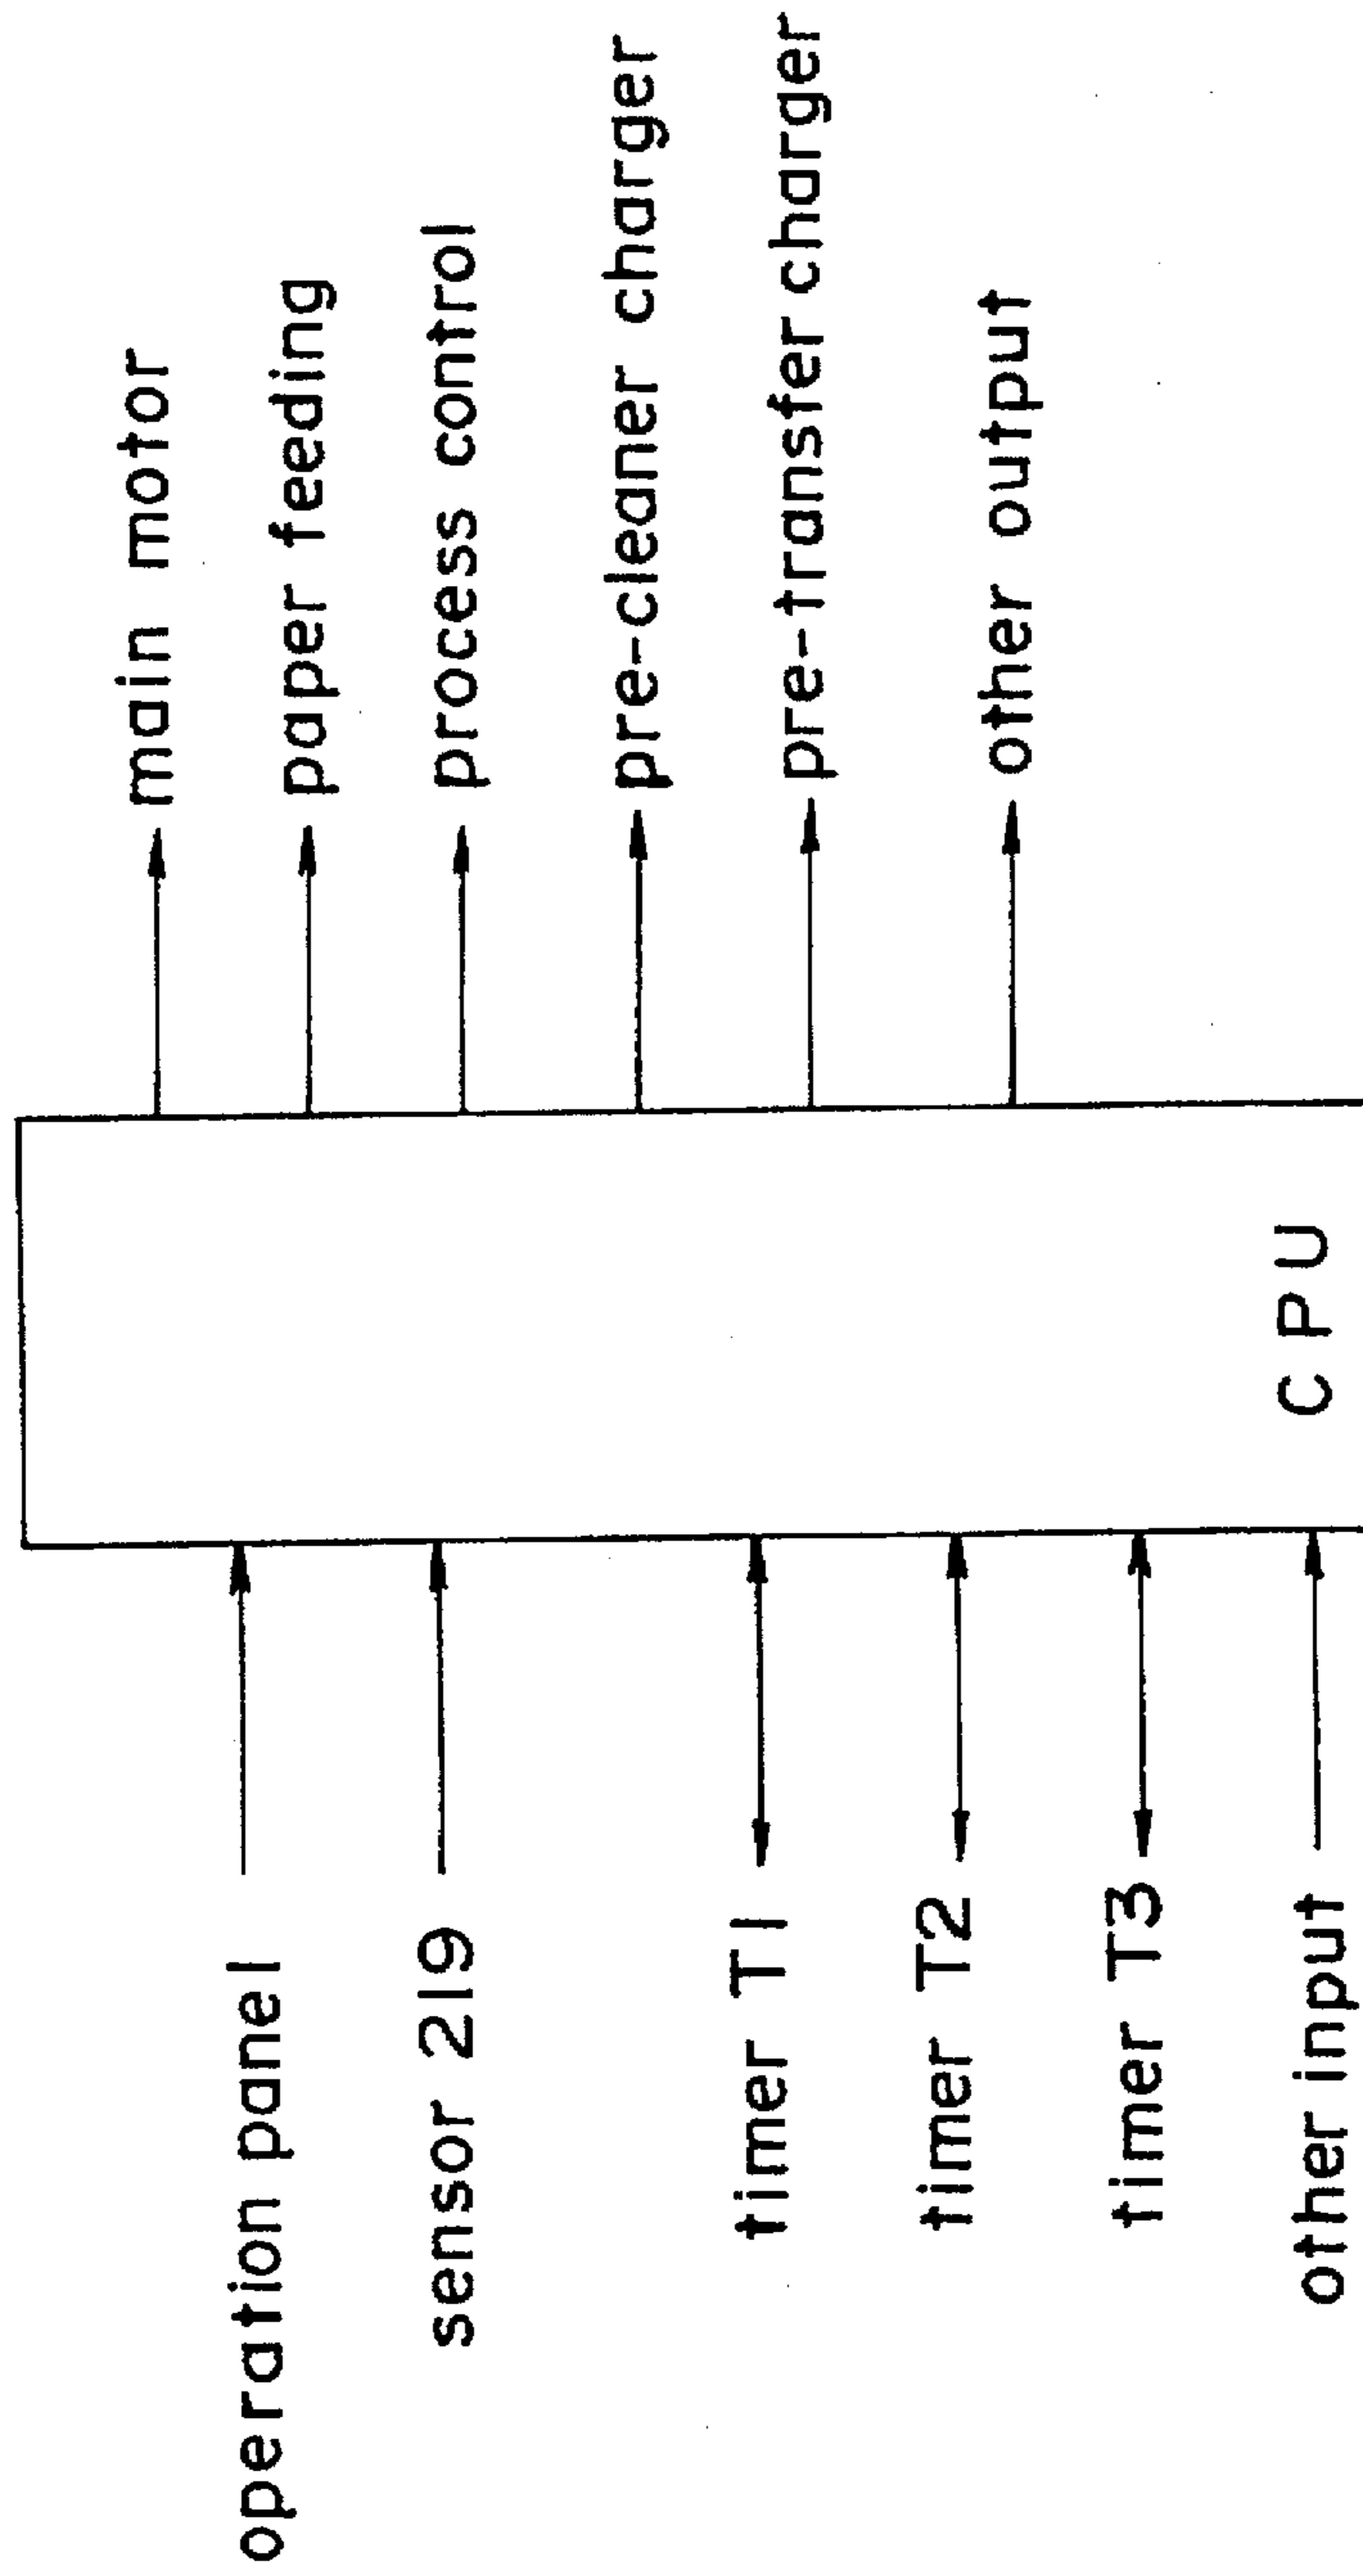 operation panel
sensor 219
timer T1
timer T2
timer T3
other input
CPU
main motor
paper feeding
process control
pre-cleaner charger
pre-transfer charger
other output